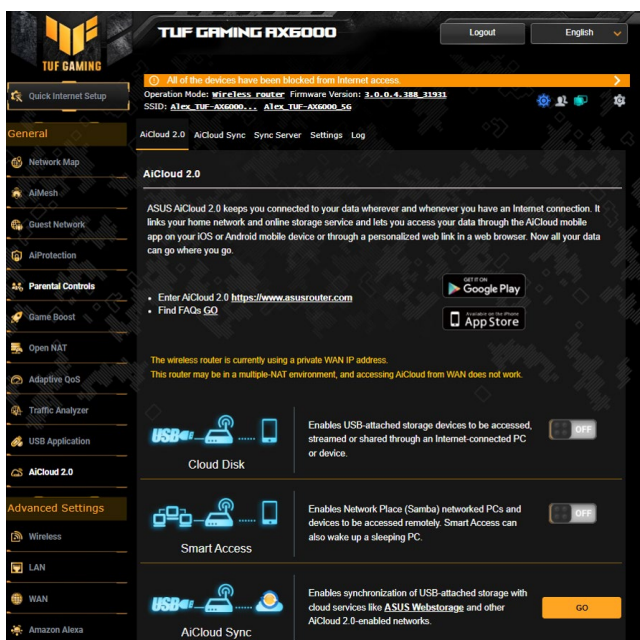 TUF GAMING
TUF GAMING AX6000
Logout
English
All of the devices have been blocked from Internet access.
Quick Internet Setup
Operation Mode: Wireless router Firmware Version: 3.0.0.4.388_31931
SSID: Alex_TUF-AX6000... Alex_TUF-AX6000_5G
General
Network Map
AiMesh
Guest Network
AiProtection
Parental Controls
Game Boost
Open NAT
Adaptive QoS
Traffic Analyzer
USB Application
AiCloud 2.0
Advanced Settings
Wireless
LAN
WAN
Amazon Alexa
AiCloud 2.0 AiCloud Sync Sync Server Settings Log
AiCloud 2.0
ASUS AiCloud 2.0 keeps you connected to your data wherever and whenever you have an Internet connection. It
links your home network and online storage service and lets you access your data through the AiCloud mobile
app on your iOS or Android mobile device or through a personalized web link in a web browser. Now all your data
can go where you go.
Enter AiCloud 2.0 https://www.asusrouter.com
Find FAQs GO
GET IT ON
Google Play
Available on the iPhone
App Store
The wireless router is currently using a private WAN IP address.
This router may be in a multiple-NAT environment, and accessing AiCloud from WAN does not work.
USB
Cloud Disk
Enables USB-attached storage devices to be accessed,
streamed or shared through an Internet-connected PC
or device.
OFF
Smart Access
Enables Network Place (Samba) networked PCs and
devices to be accessed remotely. Smart Access can
also wake up a sleeping PC.
OFF
USB
AiCloud Sync
Enables synchronization of USB-attached storage with
cloud services like ASUS Webstorage and other
AiCloud 2.0-enabled networks.
GO